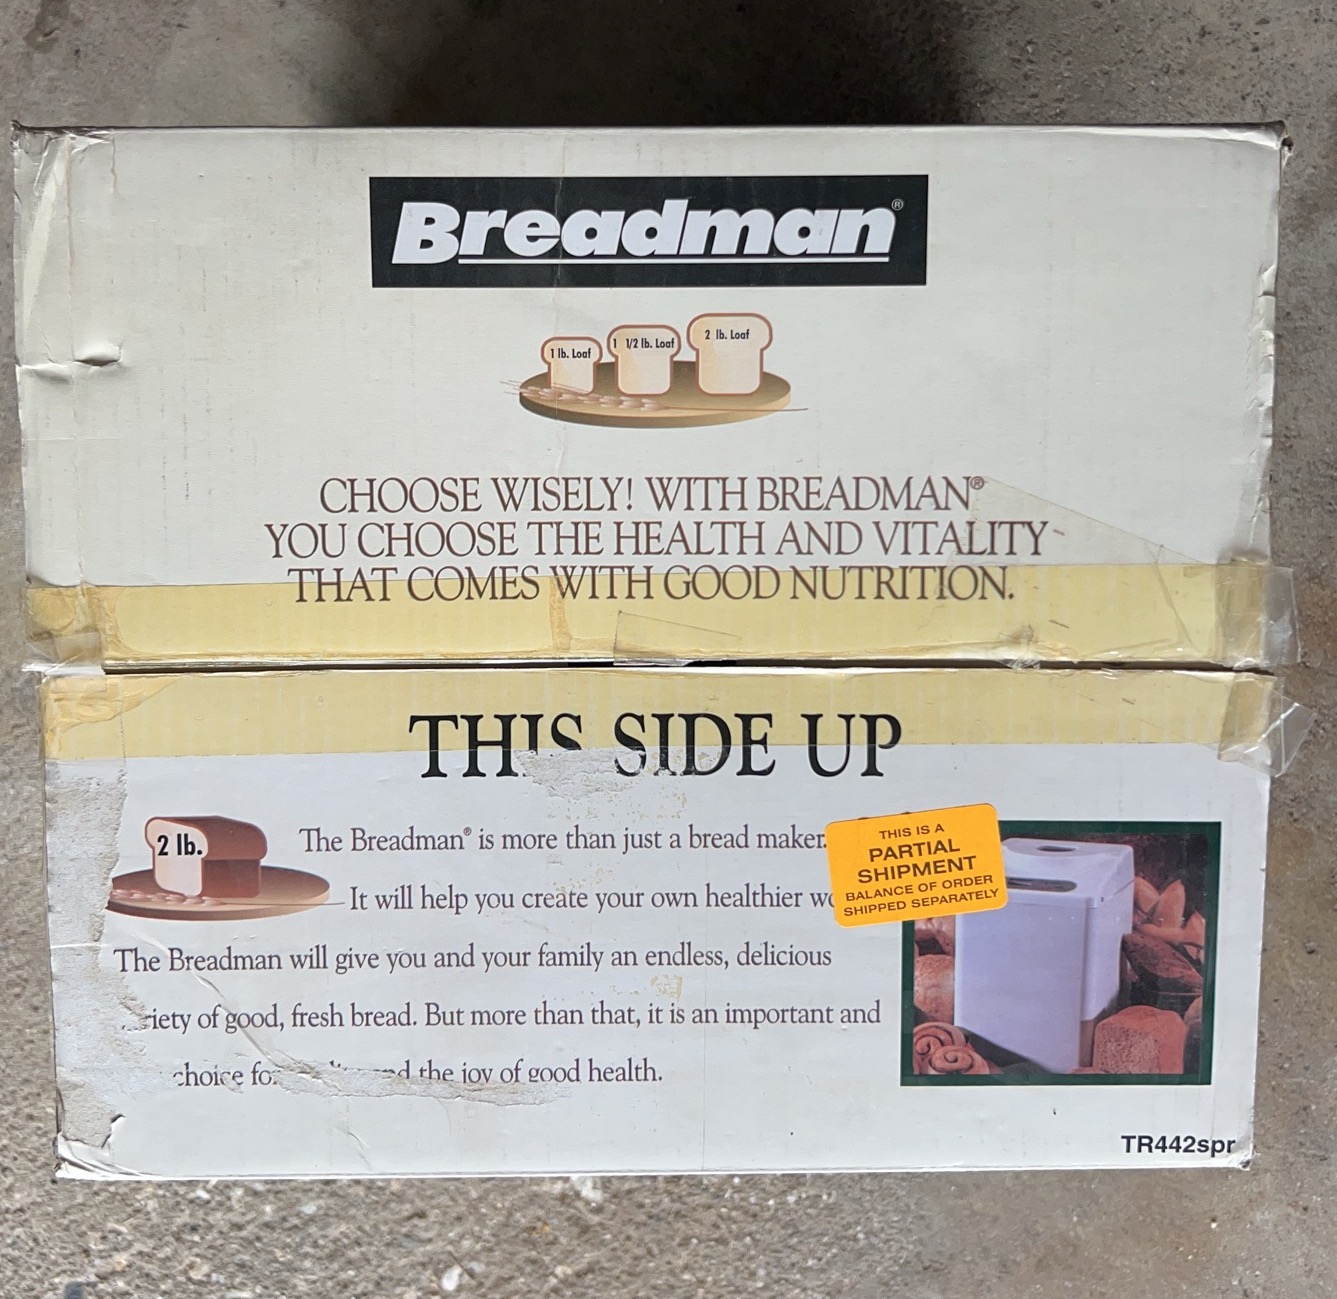 Breadman®
1 lb. Loaf
1 1/2 lb. Loaf
2 lb. Loaf
CHOOSE WISELY! WITH BREADMAN®
YOU CHOOSE THE HEALTH AND VITALITY
THAT COMES WITH GOOD NUTRITION.
THIS SIDE UP
2 lb.
The Breadman® is more than just a bread maker.
It will help you create your own healthier
THIS IS A
PARTIAL
SHIPMENT
BALANCE OF ORDER
SHIPPED SEPARATELY
The Breadman will give you and your family an endless, delicious
riety of good, fresh bread. But more than that, it is an important and
choice the joy of good health.
TR442spr